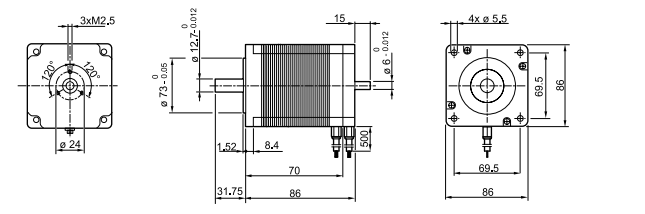 3xM2.5
120°
120°
ø 24
ø 73 - 0.05
0
ø 12.7- 0.012
0
15
ø 6 - 0.012
0
1.52
8.4
500
70
31.75
86
4x ø 5.5
69.5
86
69.5
86